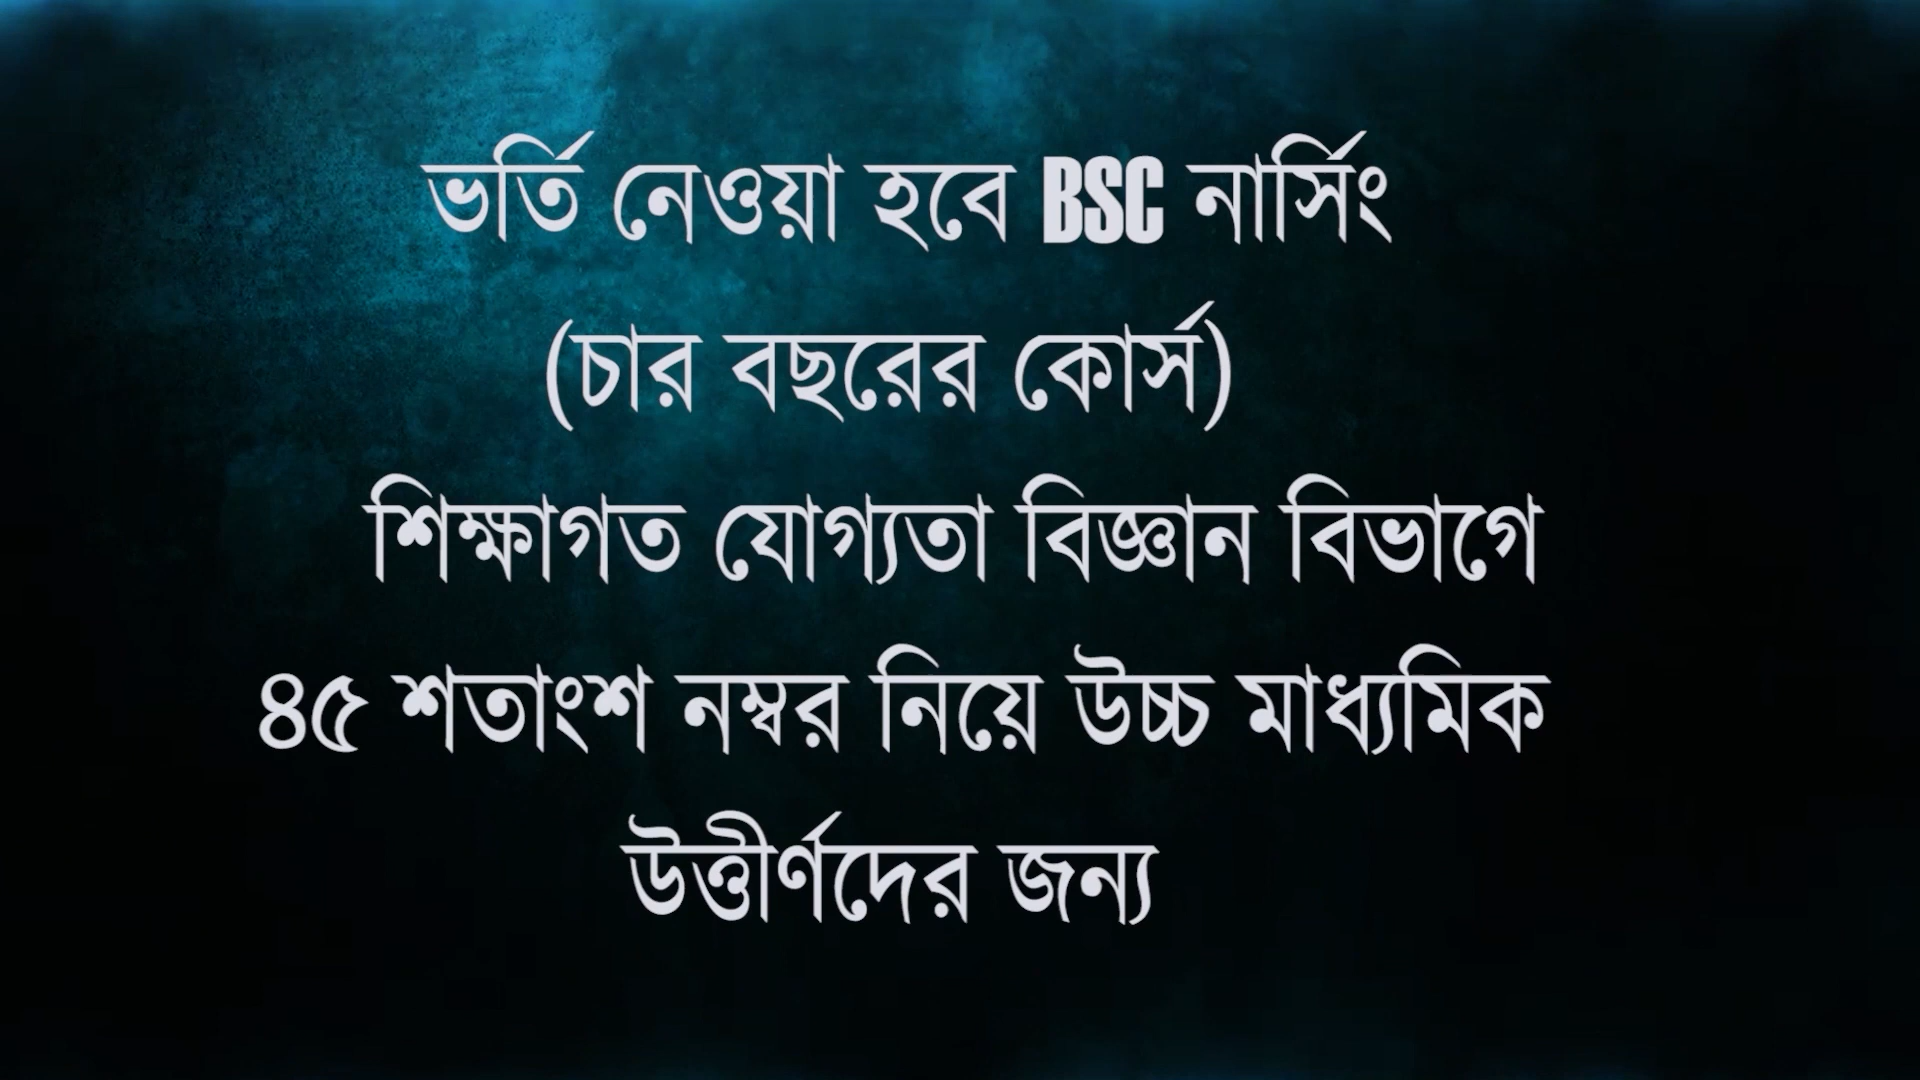 ভর্তি নেওয়া হবে BSC নার্সিং
(চার বছরের কোর্স)
শিক্ষাগত যোগ্যতা বিজ্ঞান বিভাগে
৪৫ শতাংশ নম্বর নিয়ে উচ্চ মাধ্যমিক
উত্তীর্ণদের জন্য